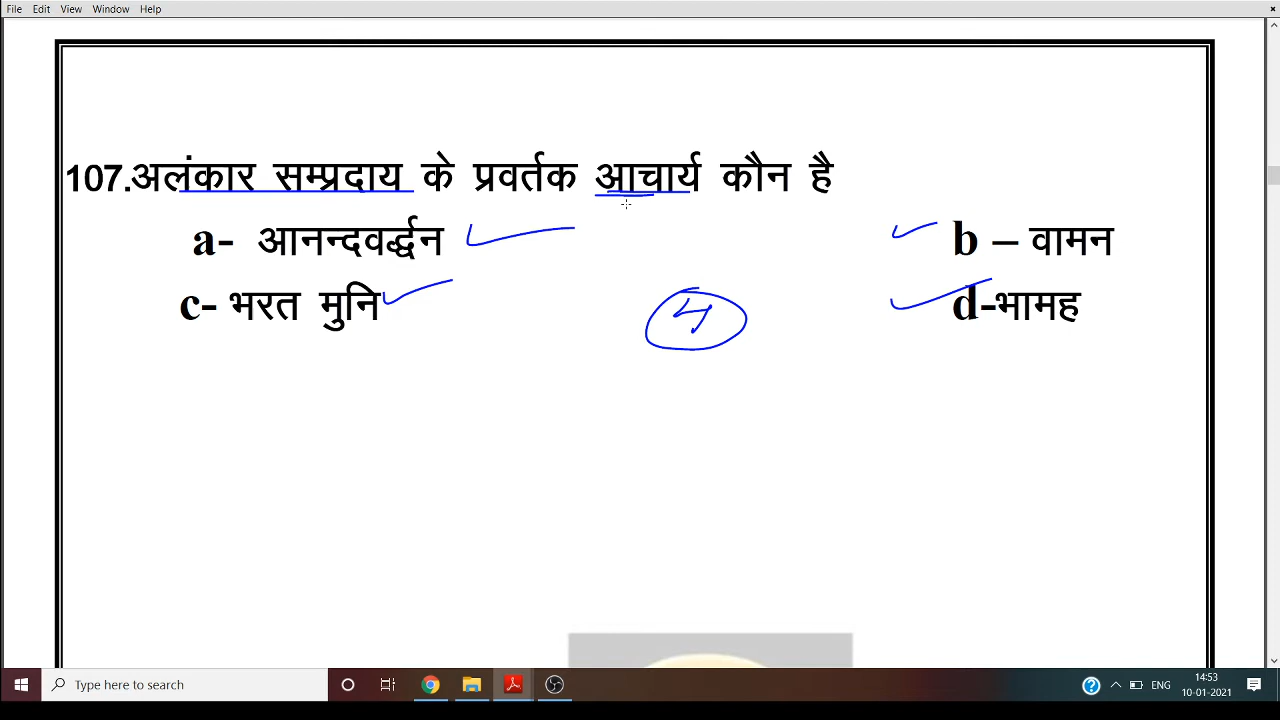 File Edit View Window Help ×
107.अलंकार सम्प्रदाय के प्रवर्तक आचार्य कौन है
a- आनन्दवर्द्धन b – वामन
c- भरत मुनि d-भामह
4
Type here to search ENG 14:53
10-01-2021